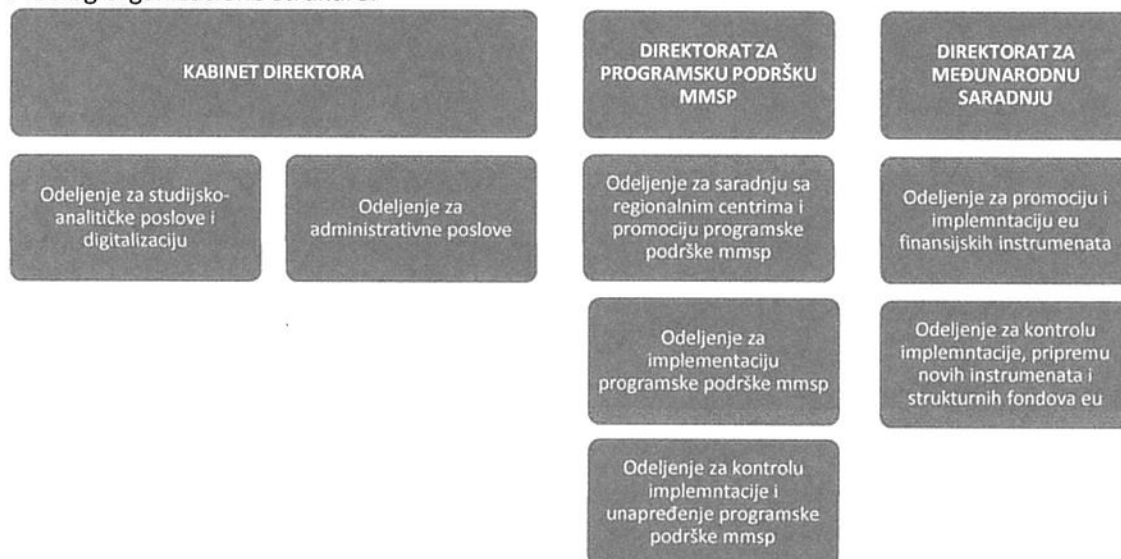 KABINET DIREKTORA
Odeljenje za studijsko-
analitičke poslove i
digitalizaciju
Odeljenje za
administrativne poslove
DIREKTORAT ZA
PROGRAMSKU PODRŠKU
MMSP
Odeljenje za saradnju sa
regionalnim centrima i
promociju programske
podrške mmsp
Odeljenje za
implementaciju
programske podrške mmsp
Odeljenje za kontrolu
implemntacije i
unapređenje programske
podrške mmsp
DIREKTORAT ZA
MEĐUNARODNU
SARADNJU
Odeljenje za promociju i
implemntaciju eu
finansijskih instrumenata
Odeljenje za kontrolu
implemntacije, pripremu
novih instrumenata i
strukturnih fondova eu